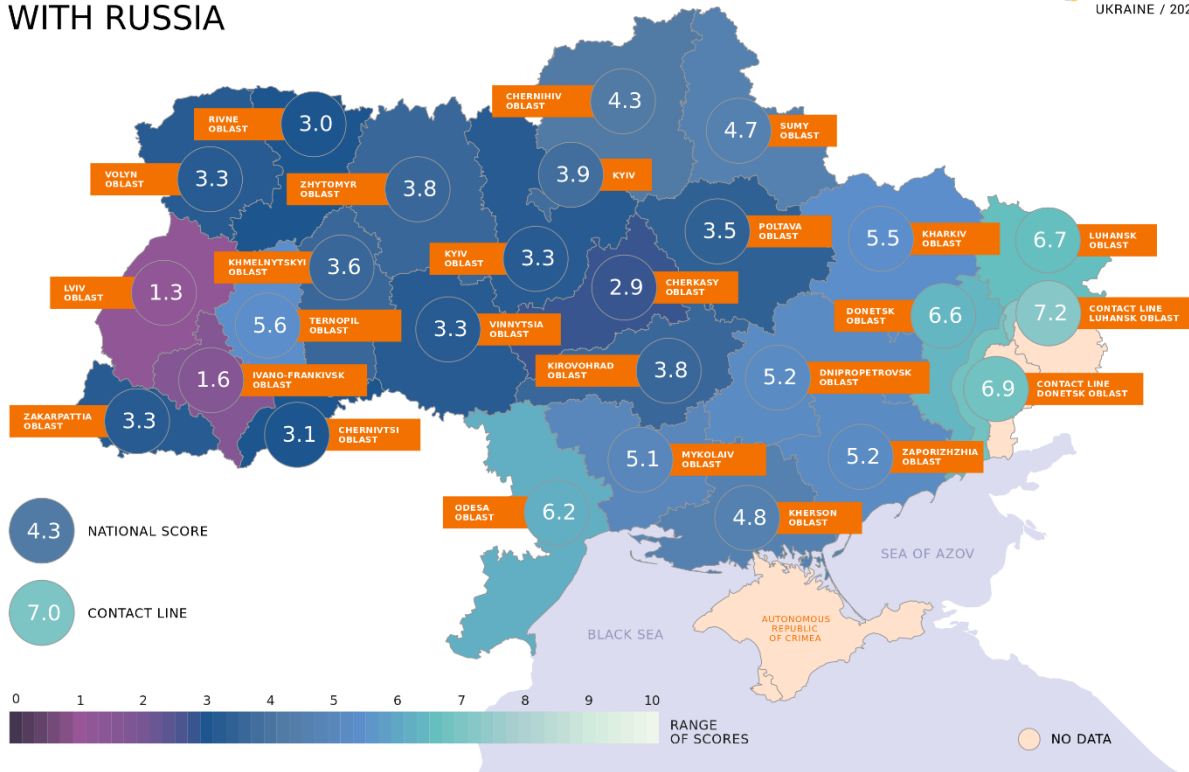 WITH RUSSIA
UKRAINE / 202
CHERNIHIV
OBLAST
4.3
RIVNE
OBLAST
3.0
4.7
SUMY
OBLAST
VOLYN
OBLAST
3.3
ZHYTOMYR
OBLAST
3.8
3.9
KYIV
3.5
POLTAVA
OBLAST
5.5
KHARKIV
OBLAST
6.7
LUHANSK
OBLAST
KHMELNYTSKYI
OBLAST
3.6
KYIV
OBLAST
3.3
2.9
CHERKASY
OBLAST
LVIV
OBLAST
1.3
5.6
TERNOPIL
OBLAST
3.3
VINNYTSIA
OBLAST
DONETSK
OBLAST
6.6
7.2
CONTACT LINE
LUHANSK OBLAST
1.6
IVANO-FRANKIVSK
OBLAST
KIROVOHRAD
OBLAST
3.8
5.2
DNIPROPETROVSK
OBLAST
6.9
CONTACT LINE
DONETSK OBLAST
ZAKARPATTIA
OBLAST
3.3
3.1
CHERNIVTSI
OBLAST
5.1
MYKOLAIV
OBLAST
5.2
ZAPORIZHZHIA
OBLAST
ODESA
OBLAST
6.2
4.8
KHERSON
OBLAST
4.3
NATIONAL SCORE
SEA OF AZOV
7.0
CONTACT LINE
BLACK SEA
AUTONOMOUS
REPUBLIC
OF CRIMEA
0 1 2 3 4 5 6 7 8 9 10
RANGE
OF SCORES
NO DATA